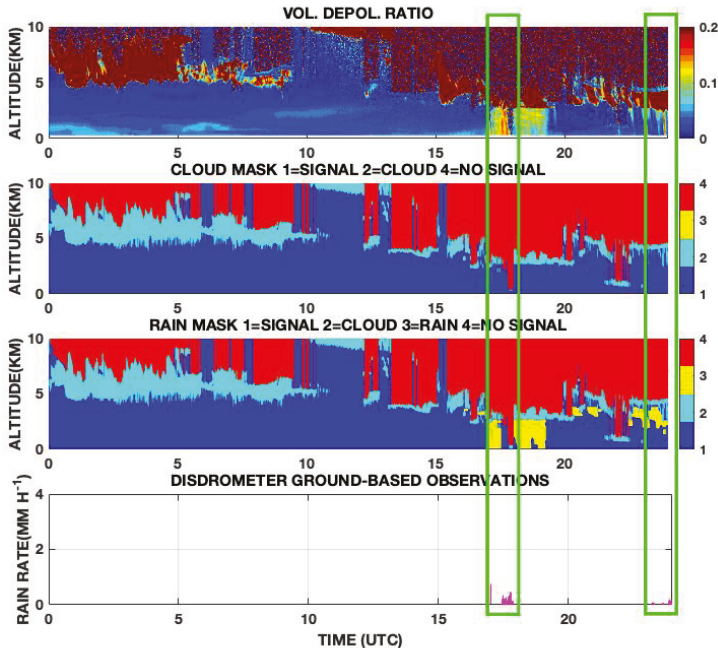 VOL. DEPOL. RATIO
10
5
0
ALTITUDE(KM)
0 5 10 15 20
0.2
0.1
0
CLOUD MASK 1=SIGNAL 2=CLOUD 4=NO SIGNAL
10
5
0
ALTITUDE(KM)
0 5 10 15 20
4
3
2
1
RAIN MASK 1=SIGNAL 2=CLOUD 3=RAIN 4=NO SIGNAL
10
5
0
ALTITUDE(KM)
0 5 10 15 20
4
3
2
1
DISDROMETER GROUND-BASED OBSERVATIONS
4
2
0
RAIN RATE(MM H⁻¹)
0 5 10 15 20
TIME (UTC)